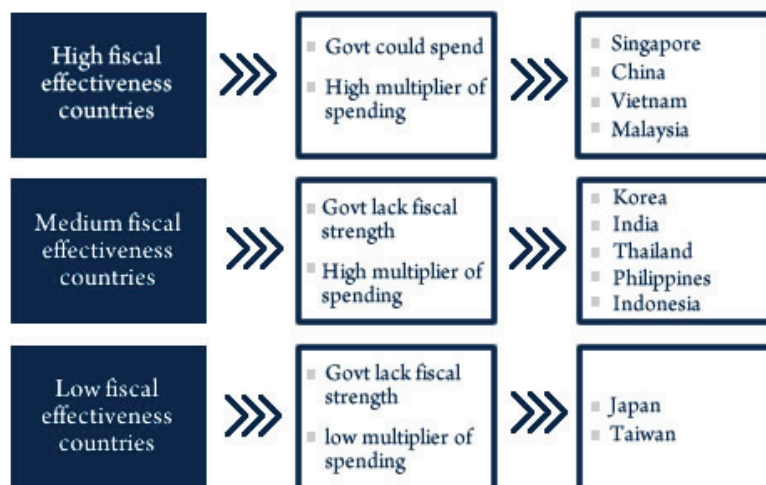 High fiscal
effectiveness
countries
Govt could spend
High multiplier of
spending
Singapore
China
Vietnam
Malaysia
Medium fiscal
effectiveness
countries
Govt lack fiscal
strength
High multiplier of
spending
Korea
India
Thailand
Philippines
Indonesia
Low fiscal
effectiveness
countries
Govt lack fiscal
strength
low multiplier of
spending
Japan
Taiwan